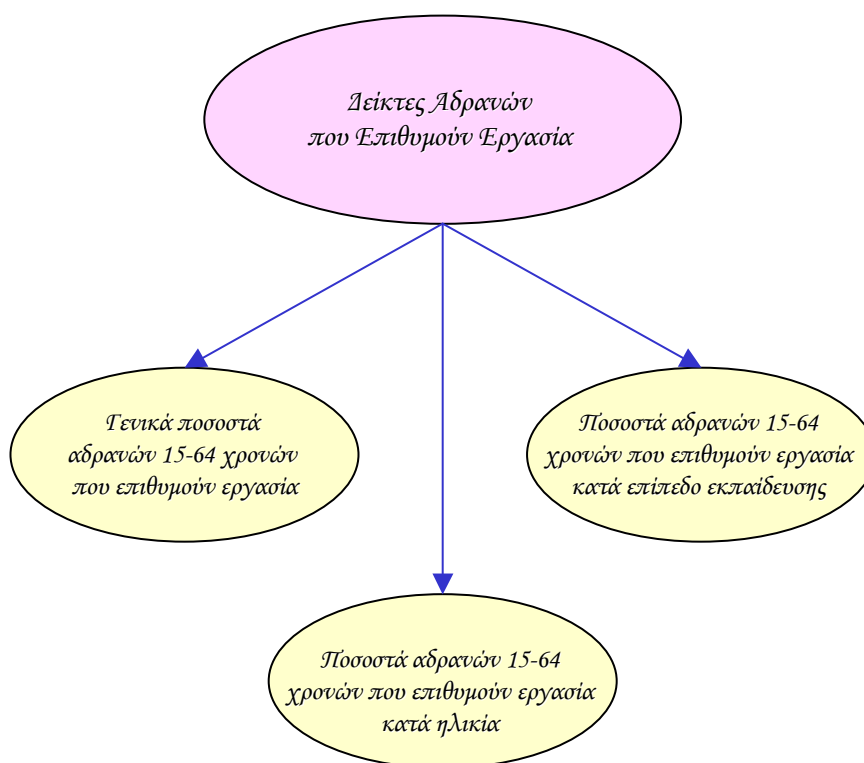 Δείκτες Αδρανών
που Επιθυμούν Εργασία
Γενικά ποσοστά
αδρανών 15-64 χρονών
που επιθυμούν εργασία
Ποσοστά αδρανών 15-64
χρονών που επιθυμούν εργασία
κατά επίπεδο εκπαίδευσης
Ποσοστά αδρανών 15-64
χρονών που επιθυμούν εργασία
κατά ηλικία